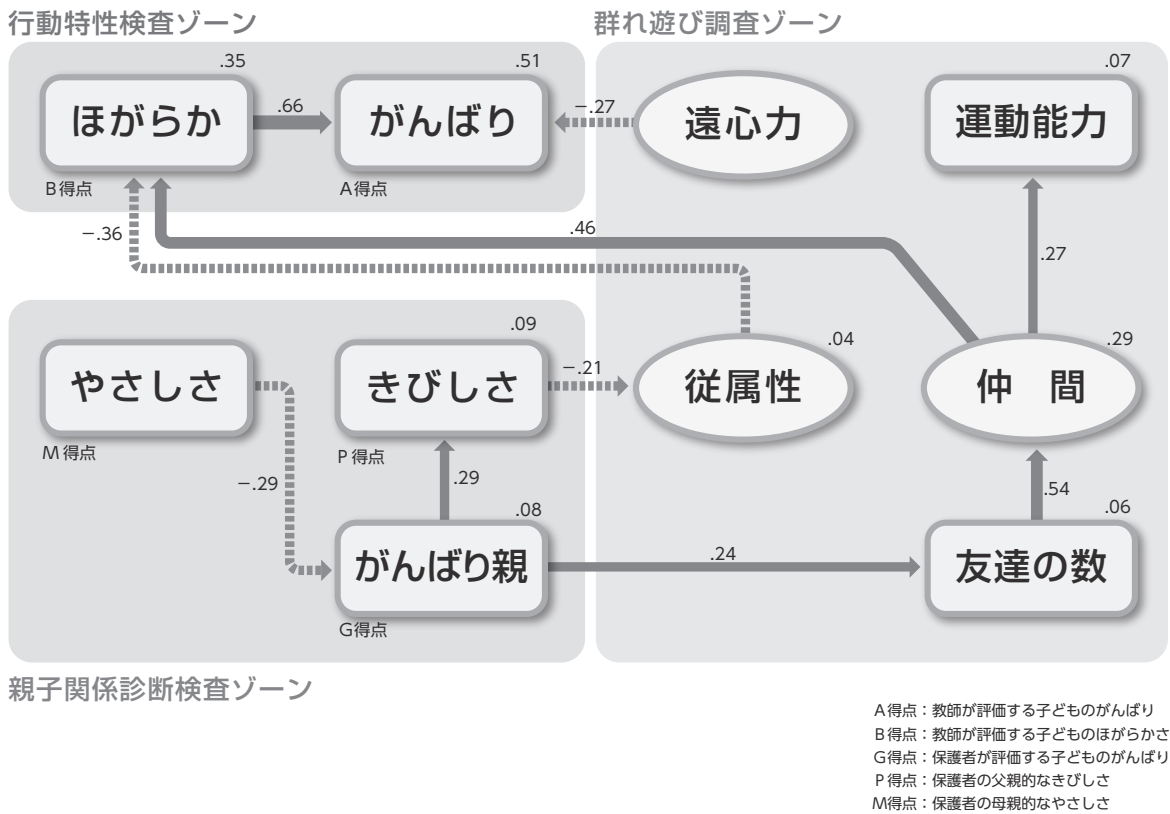 行動特性検査ゾーン
群れ遊び調査ゾーン
.35
.51
.07
ほがらか
.66
がんばり
−.27
遠心力
運動能力
B得点
A得点
−.36
.46
.27
.09
.04
.29
やさしさ
きびしさ
−.21
従属性
仲 間
M得点
P得点
−.29
.29
.54
.08
.06
がんばり親
.24
友達の数
G得点
親子関係診断検査ゾーン
A得点：教師が評価する子どものがんばり
B得点：教師が評価する子どものほがらかさ
G得点：保護者が評価する子どものがんばり
P得点：保護者の父親的なきびしさ
M得点：保護者の母親的なやさしさ